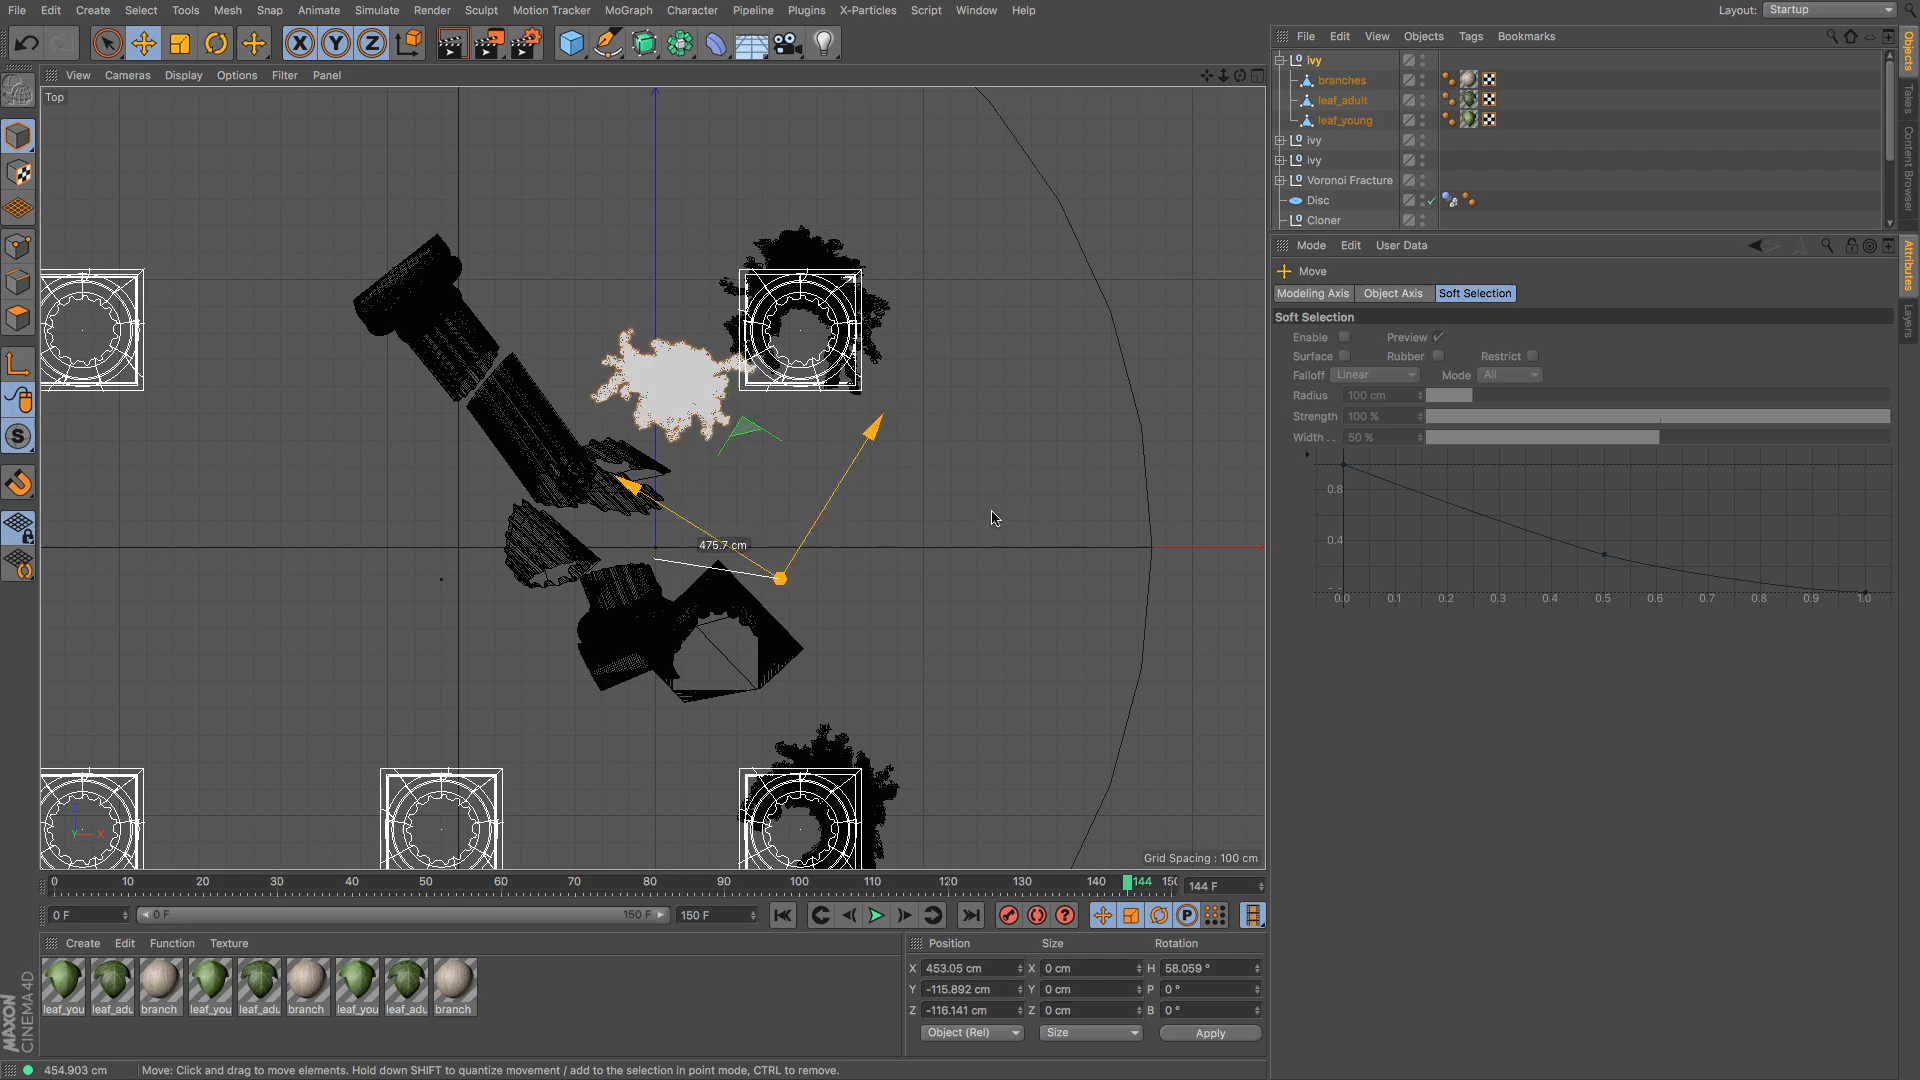 File Edit Create Select Tools Mesh Snap Animate Simulate Render Sculpt Motion Tracker MoGraph Character Pipeline Plugins X-Particles Script Window Help Layout: Startup
File Edit View Objects Tags Bookmarks
ivy
branches
leaf_adult
leaf_young
ivy
ivy
Voronoi Fracture
Disc
Cloner
Objects
Takes
Content Browser
View Cameras Display Options Filter Panel
Top
475.7 cm
Grid Spacing : 100 cm
Y X
Mode Edit User Data
Attributes
Layers
Move
Modeling Axis Object Axis Soft Selection
Soft Selection
Enable Preview
Surface Rubber Restrict
Falloff Linear Mode All
Radius 100 cm
Strength 100 %
Width . . 50 %
0.8
0.4
0.0 0.1 0.2 0.3 0.4 0.5 0.6 0.7 0.8 0.9 1.0
0 10 20 30 40 50 60 70 80 90 100 110 120 130 140 144 144 F
0 F 0 F 150 F 150 F
Create Edit Function Texture
leaf_you leaf_adu branch leaf_you leaf_adu branch leaf_you leaf_adu branch
Position Size Rotation
X 453.05 cm X 0 cm H 58.059 °
Y -115.892 cm Y 0 cm P 0 °
Z -116.141 cm Z 0 cm B 0 °
Object (Rel) Size Apply
MAXON
CINEMA 4D
454.903 cm Move: Click and drag to move elements. Hold down SHIFT to quantize movement / add to the selection in point mode, CTRL to remove.